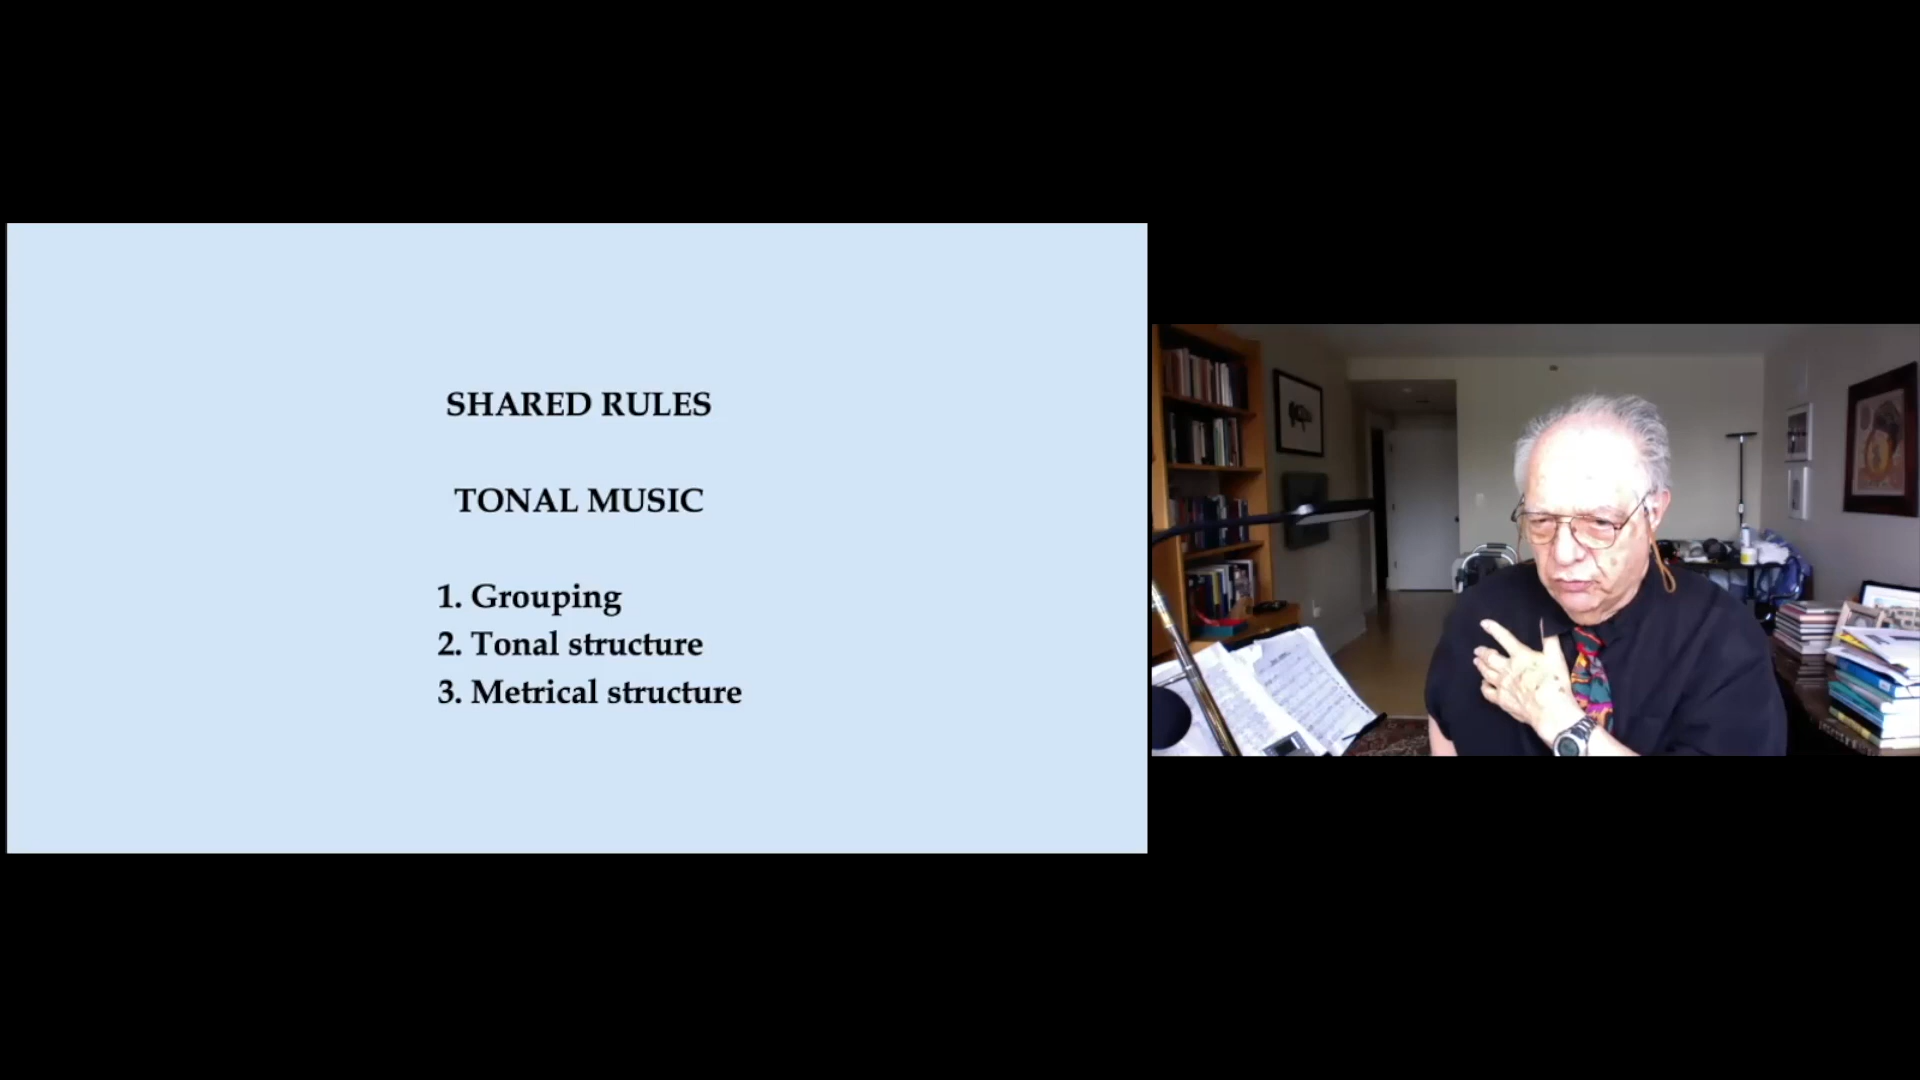 SHARED RULES
TONAL MUSIC
1. Grouping
2. Tonal structure
3. Metrical structure